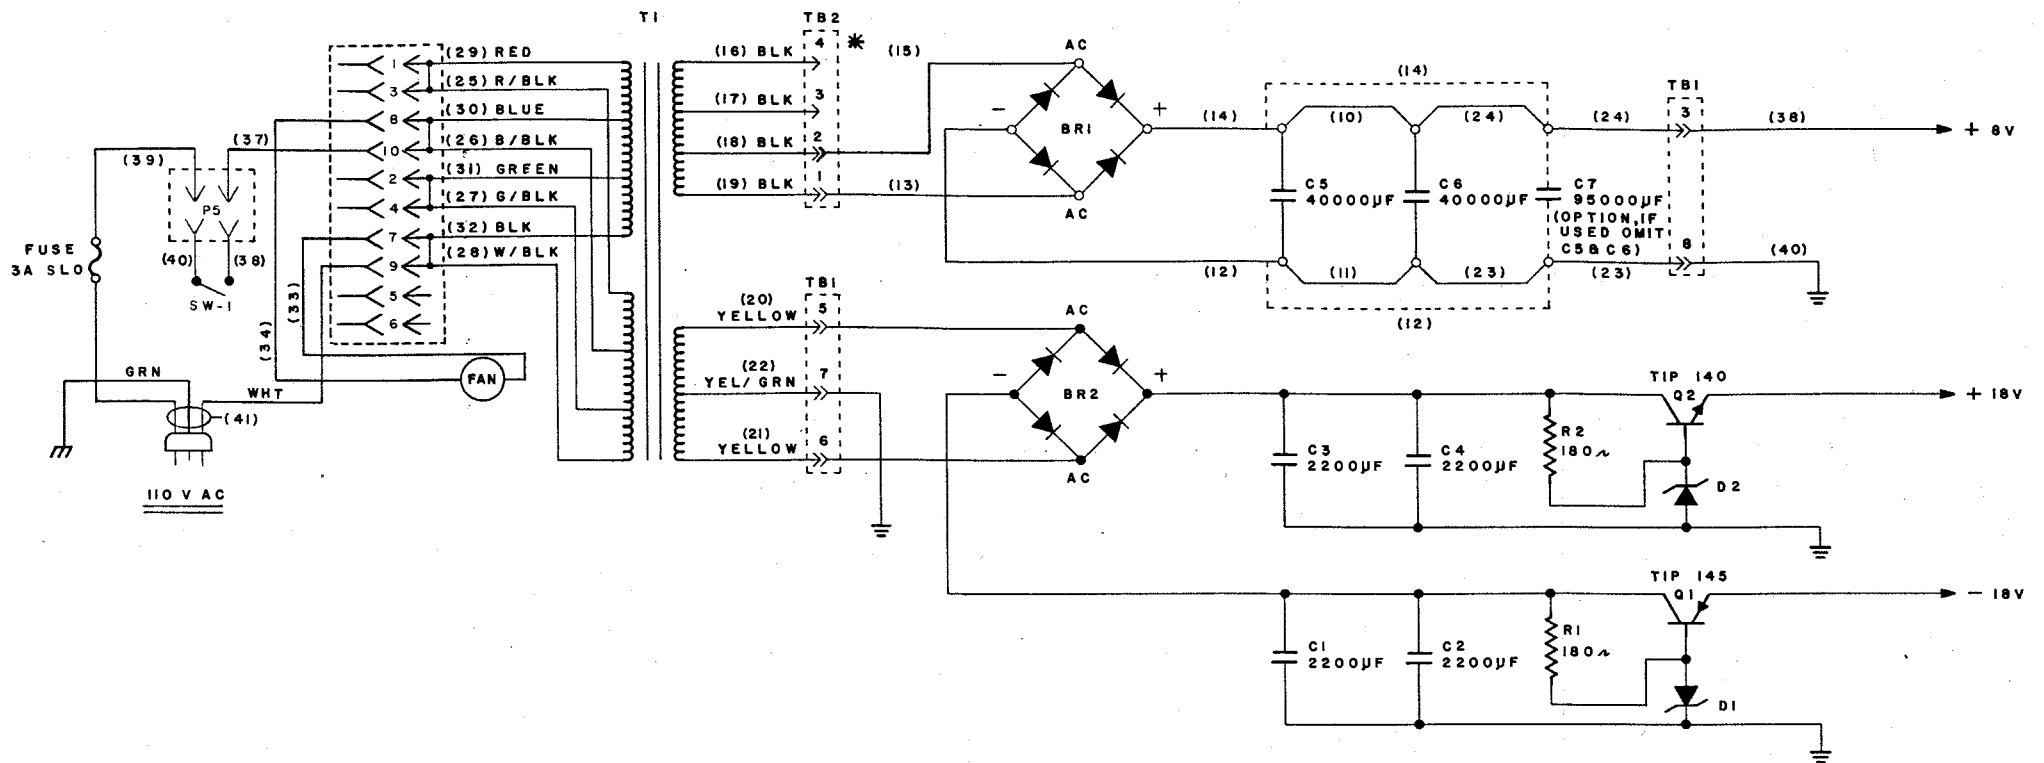 T1
TB2
(29) RED
(25) R/BLK
(30) BLUE
(26) B/BLK
(31) GREEN
(27) G/BLK
(32) BLK
(28) W/BLK
1
3
8
10
2
4
7
9
5
6
(39)
(37)
P5
(40)
(38)
SW-1
FUSE
3A SLO
(34)
(33)
FAN
GRN
WHT
(41)
110 V AC
(16) BLK
4
*
(17) BLK
3
(18) BLK
2
(19) BLK
1
(15)
(13)
AC
-
+
BR1
AC
(14)
(14)
(10)
(24)
(24)
TB1
3
(38)
+ 8V
C5
40000µF
C6
40000µF
C7
95000µF
(OPTION, IF
USED OMIT
C5 & C6)
8
(12)
(11)
(23)
(23)
(40)
(12)
TB1
(20)
YELLOW
5
(22)
YEL/GRN
7
(21)
YELLOW
6
AC
-
+
BR2
AC
TIP 140
Q2
+ 18V
C3
2200µF
C4
2200µF
R2
180~
D2
TIP 145
Q1
- 18V
C1
2200µF
C2
2200µF
R1
180~
D1